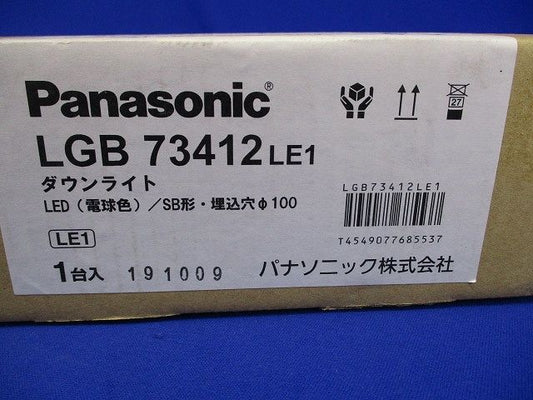 Panasonic®
LGB 73412 LE1
ダウンライト
LED（電球色）／SB形・埋込穴φ100
LE1
1台入 191009
27
LGB73412LE1
T4549077685537
パナソニック株式会社